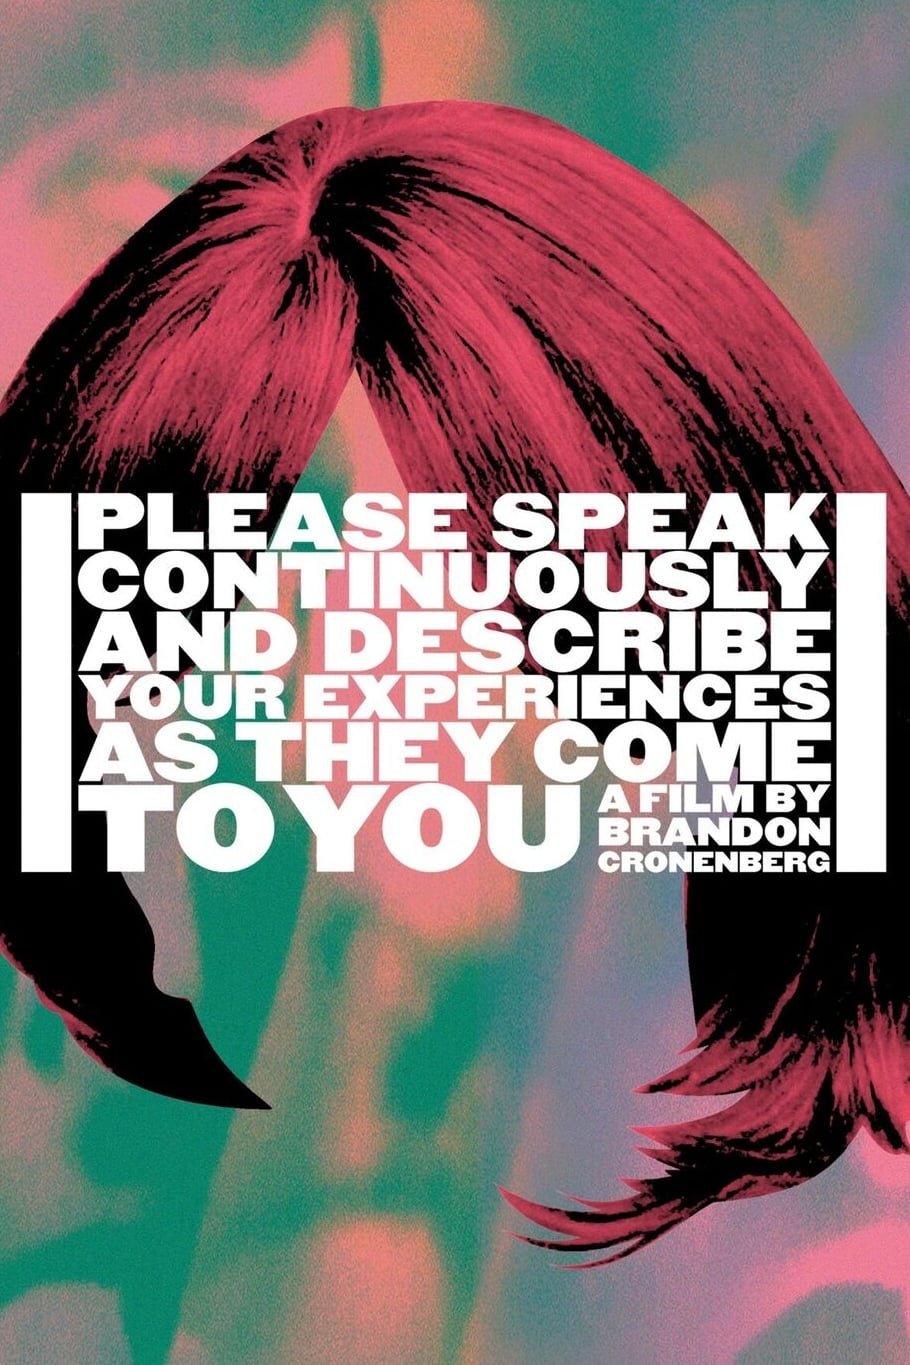 PLEASE SPEAK
CONTINUOUSLY
AND DESCRIBE
YOUR EXPERIENCES
AS THEY COME
TO YOU
A FILM BY
BRANDON
CRONENBERG